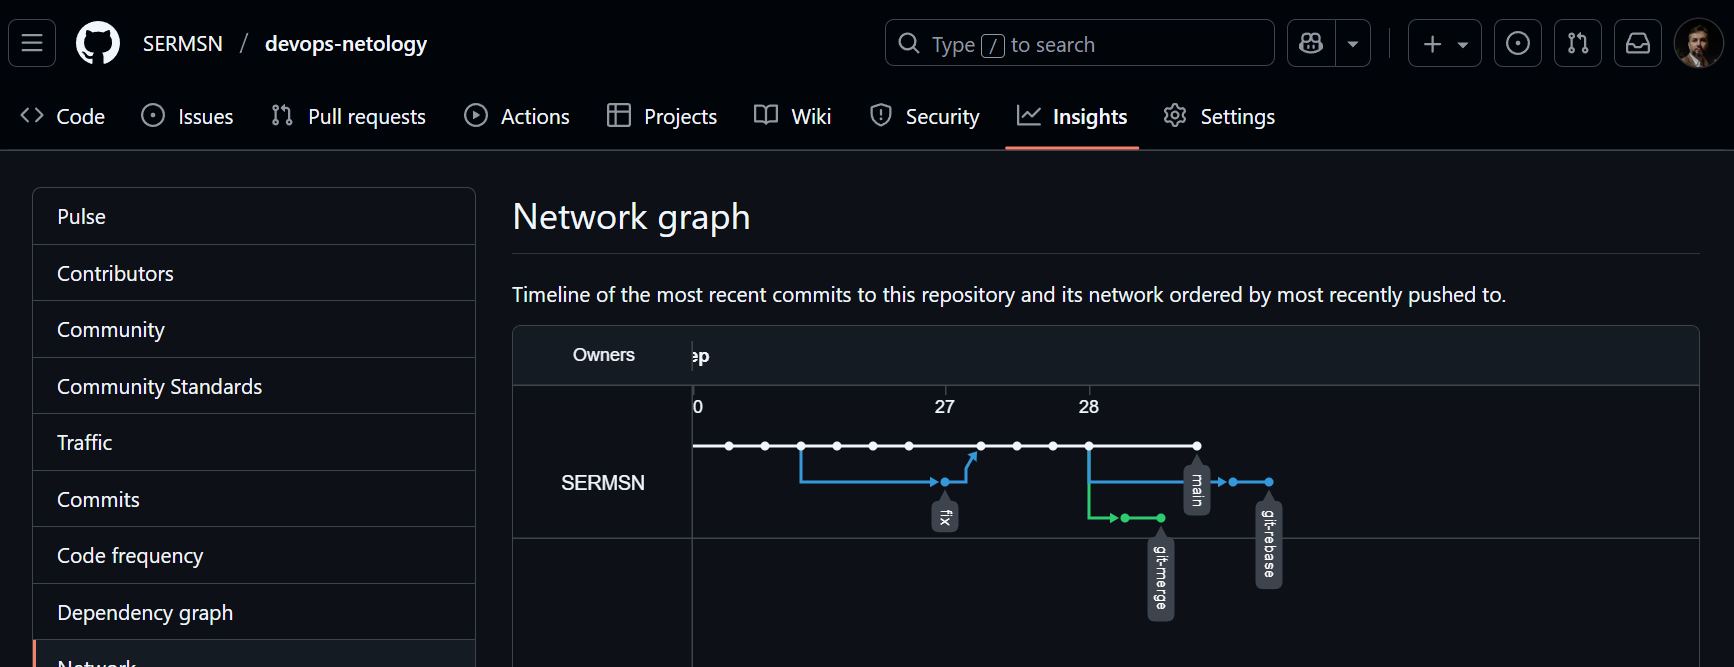 SERMSN / devops-netology
Type / to search
Code
Issues
Pull requests
Actions
Projects
Wiki
Security
Insights
Settings
Pulse
Contributors
Community
Community Standards
Traffic
Commits
Code frequency
Dependency graph
Network
Network graph
Timeline of the most recent commits to this repository and its network ordered by most recently pushed to.
Owners
ep
0
27
28
SERMSN
fix
main
git-merge
git-rebase